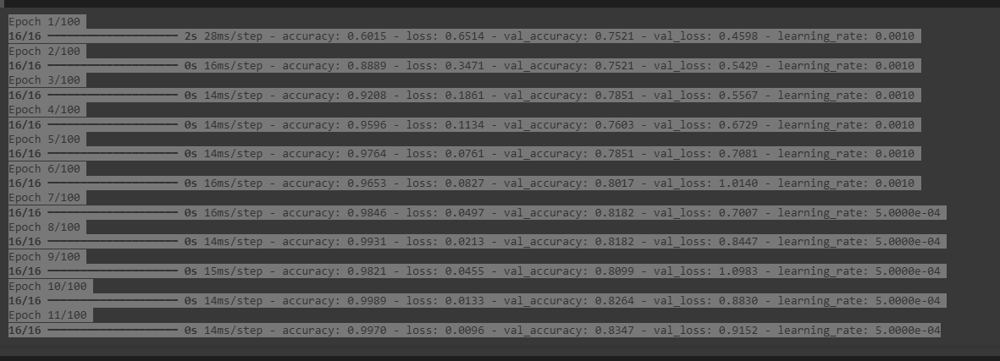 Epoch 1/100
16/16 ━━━━━━━━━━━━━━━━━━━━ 2s 28ms/step - accuracy: 0.6015 - loss: 0.6514 - val_accuracy: 0.7521 - val_loss: 0.4598 - learning_rate: 0.0010
Epoch 2/100
16/16 ━━━━━━━━━━━━━━━━━━━━ 0s 16ms/step - accuracy: 0.8889 - loss: 0.3471 - val_accuracy: 0.7521 - val_loss: 0.5429 - learning_rate: 0.0010
Epoch 3/100
16/16 ━━━━━━━━━━━━━━━━━━━━ 0s 14ms/step - accuracy: 0.9208 - loss: 0.1861 - val_accuracy: 0.7851 - val_loss: 0.5567 - learning_rate: 0.0010
Epoch 4/100
16/16 ━━━━━━━━━━━━━━━━━━━━ 0s 14ms/step - accuracy: 0.9596 - loss: 0.1134 - val_accuracy: 0.7603 - val_loss: 0.6729 - learning_rate: 0.0010
Epoch 5/100
16/16 ━━━━━━━━━━━━━━━━━━━━ 0s 14ms/step - accuracy: 0.9764 - loss: 0.0761 - val_accuracy: 0.7851 - val_loss: 0.7081 - learning_rate: 0.0010
Epoch 6/100
16/16 ━━━━━━━━━━━━━━━━━━━━ 0s 16ms/step - accuracy: 0.9653 - loss: 0.0827 - val_accuracy: 0.8017 - val_loss: 1.0140 - learning_rate: 0.0010
Epoch 7/100
16/16 ━━━━━━━━━━━━━━━━━━━━ 0s 16ms/step - accuracy: 0.9846 - loss: 0.0497 - val_accuracy: 0.8182 - val_loss: 0.7007 - learning_rate: 5.0000e-04
Epoch 8/100
16/16 ━━━━━━━━━━━━━━━━━━━━ 0s 14ms/step - accuracy: 0.9931 - loss: 0.0213 - val_accuracy: 0.8182 - val_loss: 0.8447 - learning_rate: 5.0000e-04
Epoch 9/100
16/16 ━━━━━━━━━━━━━━━━━━━━ 0s 15ms/step - accuracy: 0.9821 - loss: 0.0455 - val_accuracy: 0.8099 - val_loss: 1.0983 - learning_rate: 5.0000e-04
Epoch 10/100
16/16 ━━━━━━━━━━━━━━━━━━━━ 0s 14ms/step - accuracy: 0.9989 - loss: 0.0133 - val_accuracy: 0.8264 - val_loss: 0.8830 - learning_rate: 5.0000e-04
Epoch 11/100
16/16 ━━━━━━━━━━━━━━━━━━━━ 0s 14ms/step - accuracy: 0.9970 - loss: 0.0096 - val_accuracy: 0.8347 - val_loss: 0.9152 - learning_rate: 5.0000e-04